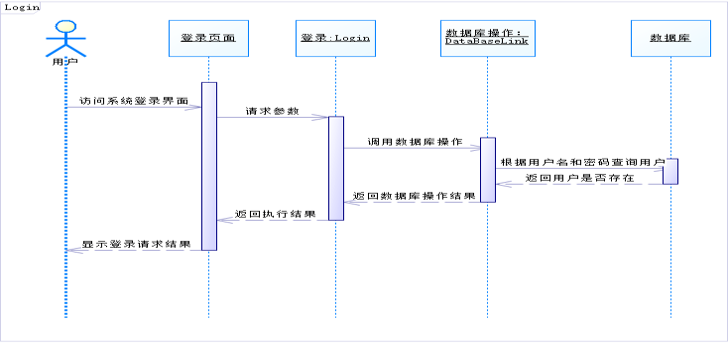 Login
登录页面
登录:Login
数据库操作:
DataBaseLink
数据库
用户
访问系统登录界面
请求参数
调用数据库操作
根据用户名和密码查询用户
返回用户是否存在
返回数据库操作结果
返回执行结果
显示登录请求结果